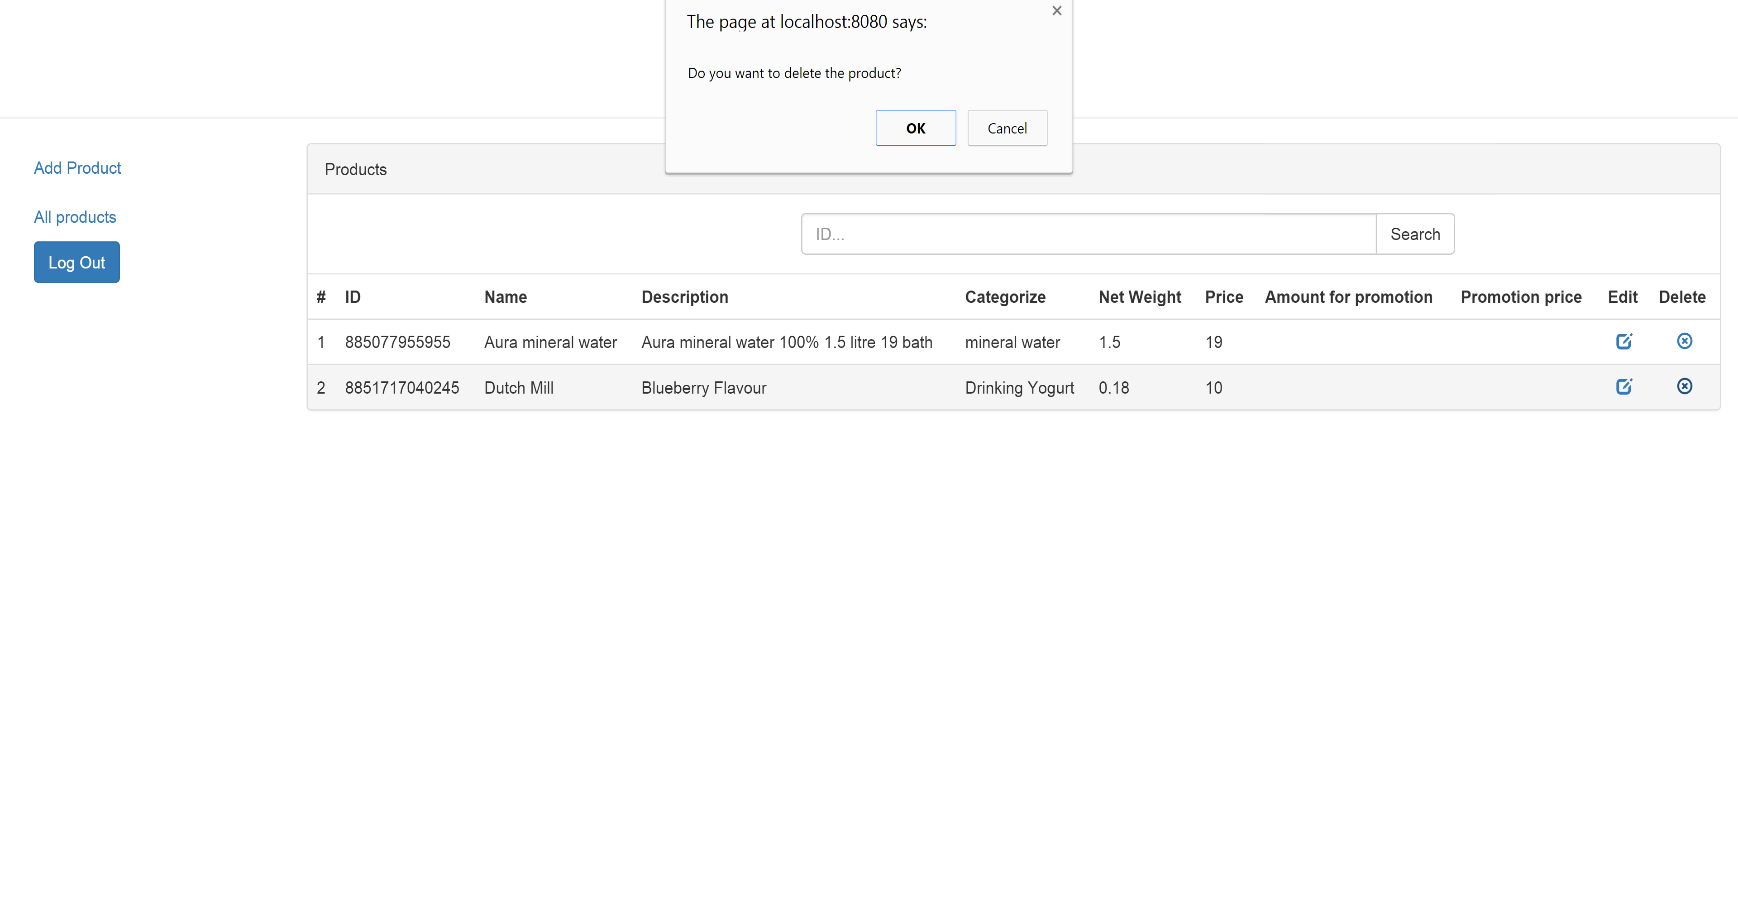 The page at localhost:8080 says:
Do you want to delete the product?
OK Cancel
Add Product
All products
Log Out
Products
ID... Search
# ID Name Description Categorize Net Weight Price Amount for promotion Promotion price Edit Delete
1 885077955955 Aura mineral water Aura mineral water 100% 1.5 litre 19 bath mineral water 1.5 19
2 8851717040245 Dutch Mill Blueberry Flavour Drinking Yogurt 0.18 10